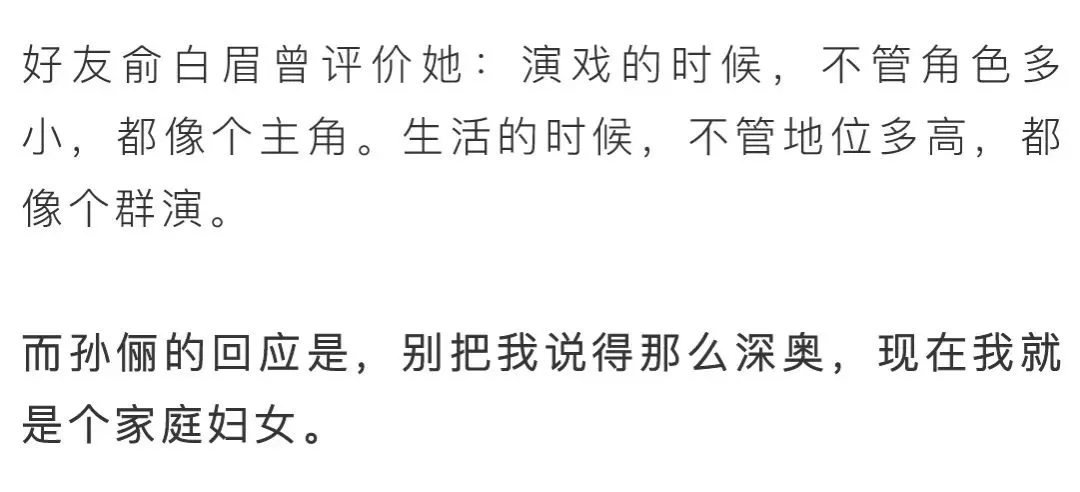 好友俞白眉曾评价她：演戏的时候，不管角色多
小，都像个主角。生活的时候，不管地位多高，都
像个群演。
而孙俪的回应是，别把我说得那么深奥，现在我就
是个家庭妇女。